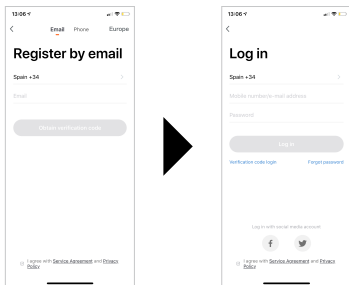 13:06
Email Phone Europe
Register by email
Spain +34
Email
Obtain verification code
I agree with Service Agreement and Privacy
Policy
13:06
Log in
Spain +34
Mobile number/e-mail address
Password
Log in
Verification code login Forgot password
Log in with social media account
I agree with Service Agreement and Privacy
Policy